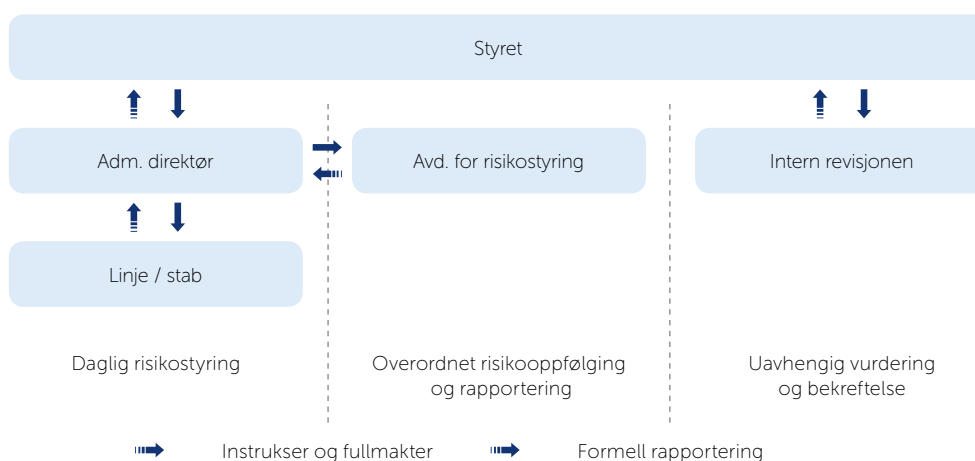 Styret
Adm. direktør
Avd. for risikostyring
Intern revisjonen
Linje / stab
Daglig risikostyring
Overordnet risikooppfølging
og rapportering
Uavhengig vurdering
og bekreftelse
Instrukser og fullmakter
Formell rapportering